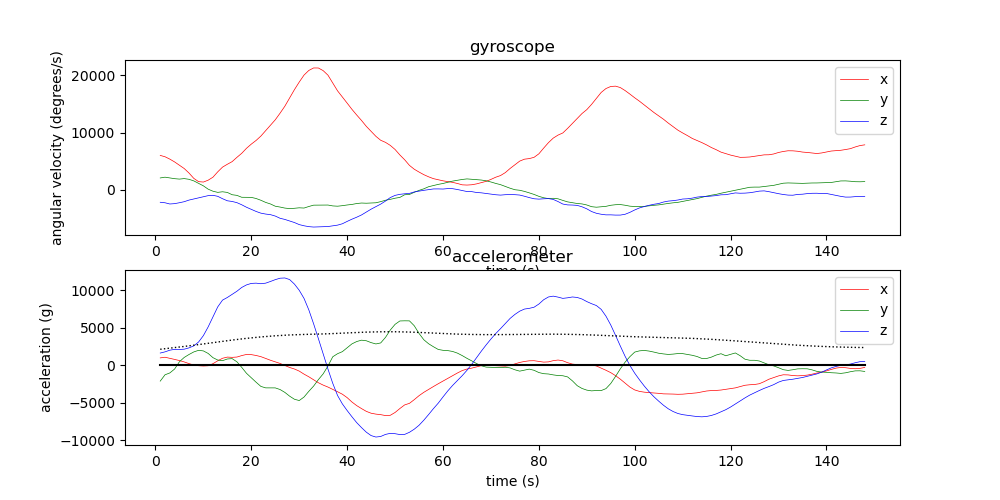 gyroscope
angular velocity (degrees/s)
20000
10000
0
x
y
z
0 20 40 60 80 100 120 140
time (s)
accelerometer
acceleration (g)
10000
5000
0
−5000
−10000
x
y
z
0 20 40 60 80 100 120 140
time (s)